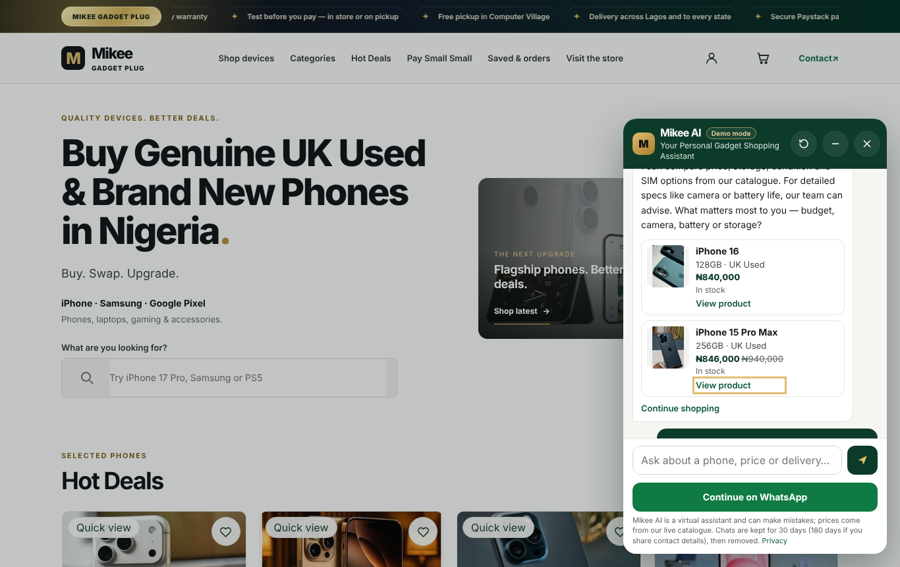 MIKEE GADGET PLUG
warranty
✦ Test before you pay — in store or on pickup
✦ Free pickup in Computer Village
✦ Delivery across Lagos and to every state
✦ Secure Paystack
M
Mikee
GADGET PLUG
Shop devices
Categories
Hot Deals
Pay Small Small
Saved & orders
Visit the store
Contact↗
QUALITY DEVICES. BETTER DEALS.
Buy Genuine UK Used
& Brand New Phones
in Nigeria.
Buy. Swap. Upgrade.
iPhone · Samsung · Google Pixel
Phones, laptops, gaming & accessories.
What are you looking for?
Try iPhone 17 Pro, Samsung or PS5
THE NEXT UPGRADE
Flagship phones. Better
deals.
Shop latest →
SELECTED PHONES
Hot Deals
Quick view
Quick view
Quick view
M
Mikee AI
Demo mode
Your Personal Gadget Shopping
Assistant
SIM options from our catalogue. For detailed
specs like camera or battery life, our team can
advise. What matters most to you — budget,
camera, battery or storage?
iPhone 16
128GB · UK Used
₦840,000
In stock
View product
iPhone 15 Pro Max
256GB · UK Used
₦846,000 ₦940,000
In stock
View product
Continue shopping
Ask about a phone, price or delivery...
Continue on WhatsApp
Mikee AI is a virtual assistant and can make mistakes; prices come
from our live catalogue. Chats are kept for 30 days (180 days if you
share contact details), then removed. Privacy